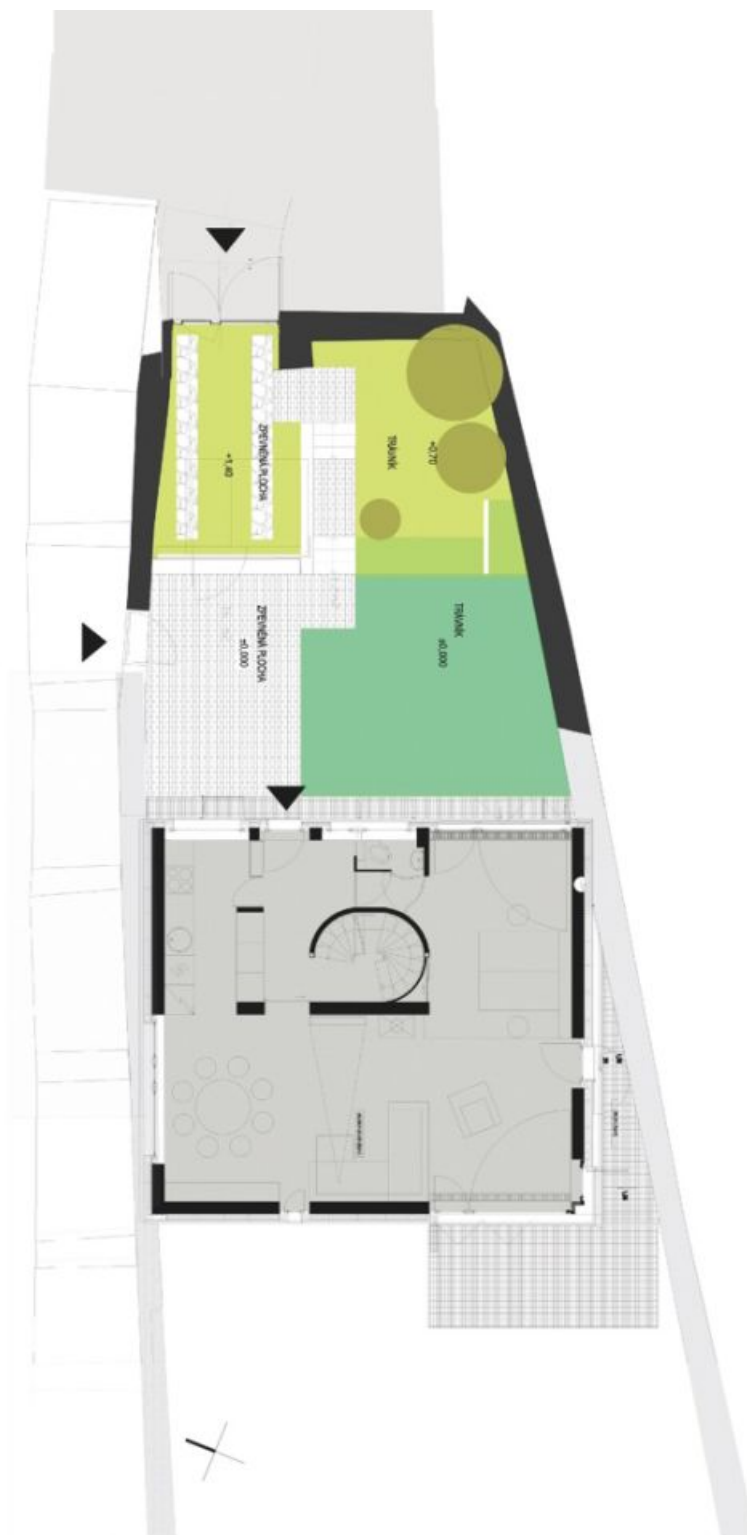 ZPEVNĚNÁ PLOCHA
+1,40
TRÁVNÍK
+0,70
ZPEVNĚNÁ PLOCHA
±0,000
TRÁVNÍK
±0,000